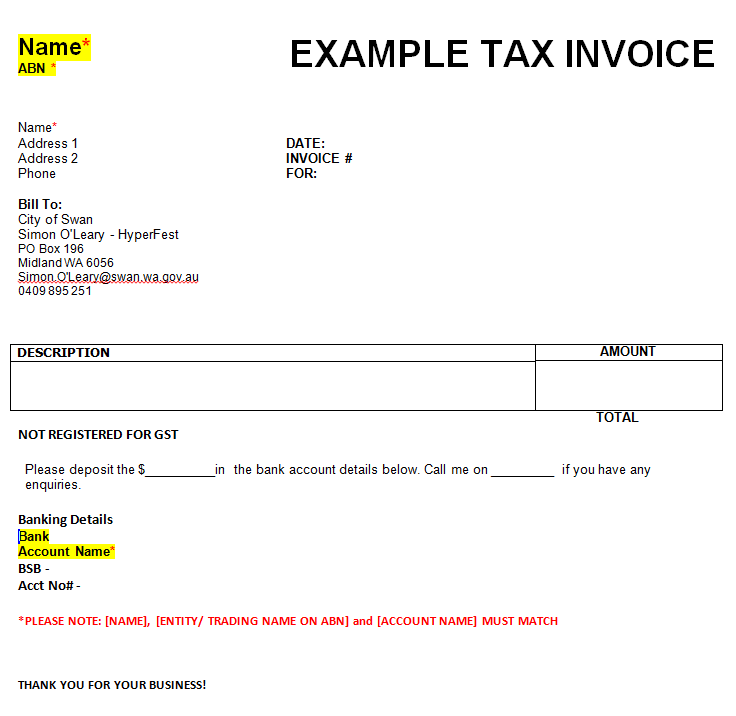 Name*
EXAMPLE TAX INVOICE
ABN *
Name*
Address 1
DATE:
Address 2
INVOICE #
Phone
FOR:
Bill To:
City of Swan
Simon O'Leary - HyperFest
PO Box 196
Midland WA 6056
Simon.O'Leary@swan.wa.gov.au
0409 895 251
DESCRIPTION
AMOUNT
TOTAL
NOT REGISTERED FOR GST
Please deposit the $__________in the bank account details below. Call me on _________ if you have any
enquiries.
Banking Details
Bank
Account Name*
BSB -
Acct No# -
*PLEASE NOTE: [NAME], [ENTITY/ TRADING NAME ON ABN] and [ACCOUNT NAME] MUST MATCH
THANK YOU FOR YOUR BUSINESS!